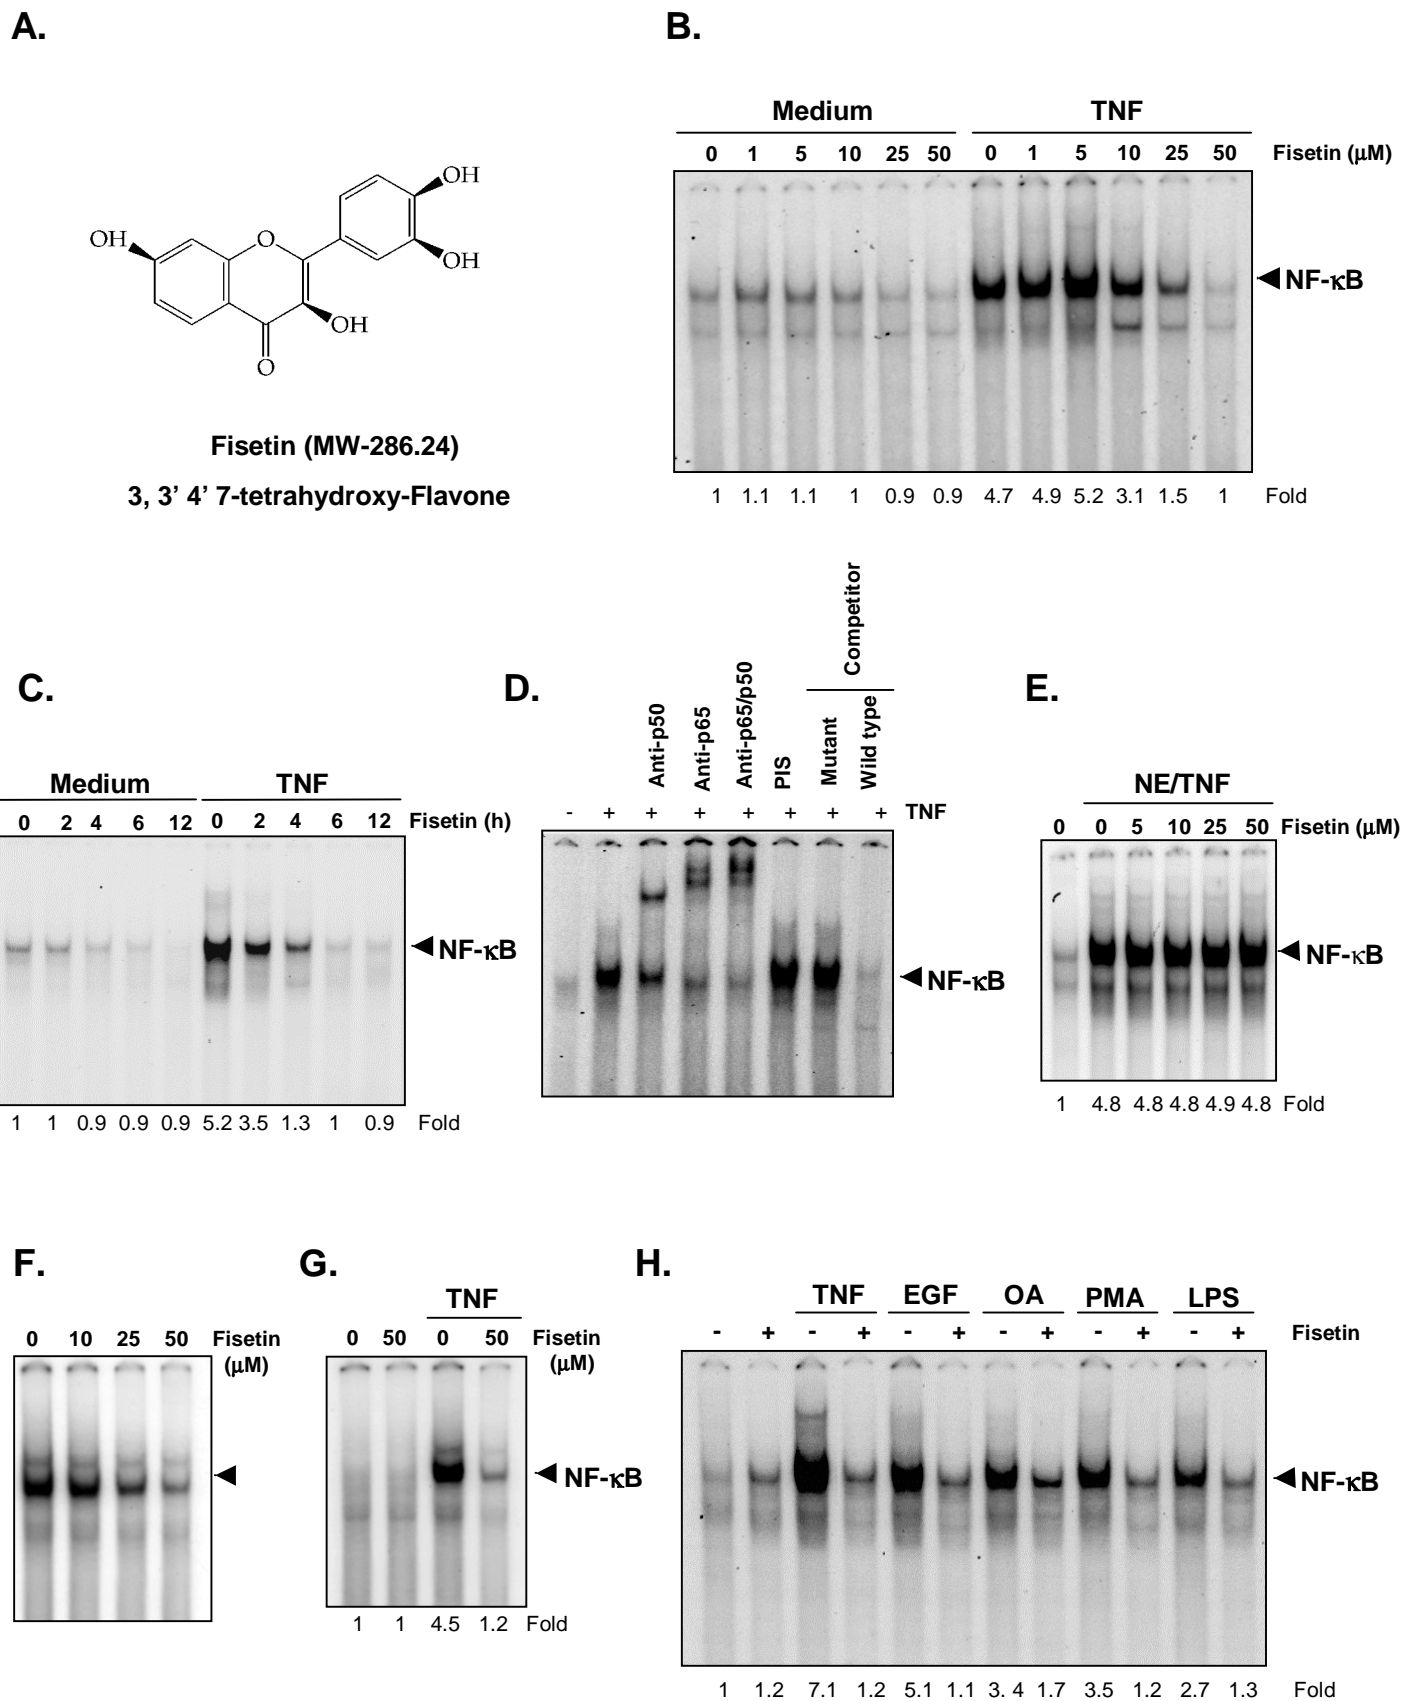 A.
OH
OH
O
OH
OH
O
Fisetin (MW-286.24)
3, 3’ 4’ 7-tetrahydroxy-Flavone
B.
Medium TNF
0 1 5 10 25 50 0 1 5 10 25 50 Fisetin (μM)
NF-κB
1 1.1 1.1 1 0.9 0.9 4.7 4.9 5.2 3.1 1.5 1 Fold
C.
Medium TNF
0 2 4 6 12 0 2 4 6 12 Fisetin (h)
NF-κB
1 1 0.9 0.9 0.9 5.2 3.5 1.3 1 0.9 Fold
D.
Competitor
Anti-p50 Anti-p65 Anti-p65/p50 PIS Mutant Wild type
- + + + + + + + TNF
NF-κB
E.
NE/TNF
0 0 5 10 25 50 Fisetin (μM)
NF-κB
1 4.8 4.8 4.8 4.9 4.8 Fold
F.
0 10 25 50 Fisetin
(μM)
G.
TNF
0 50 0 50 Fisetin
(μM)
NF-κB
1 1 4.5 1.2 Fold
H.
TNF EGF OA PMA LPS
- + - + - + - + - + - + Fisetin
NF-κB
1 1.2 7.1 1.2 5.1 1.1 3. 4 1.7 3.5 1.2 2.7 1.3 Fold